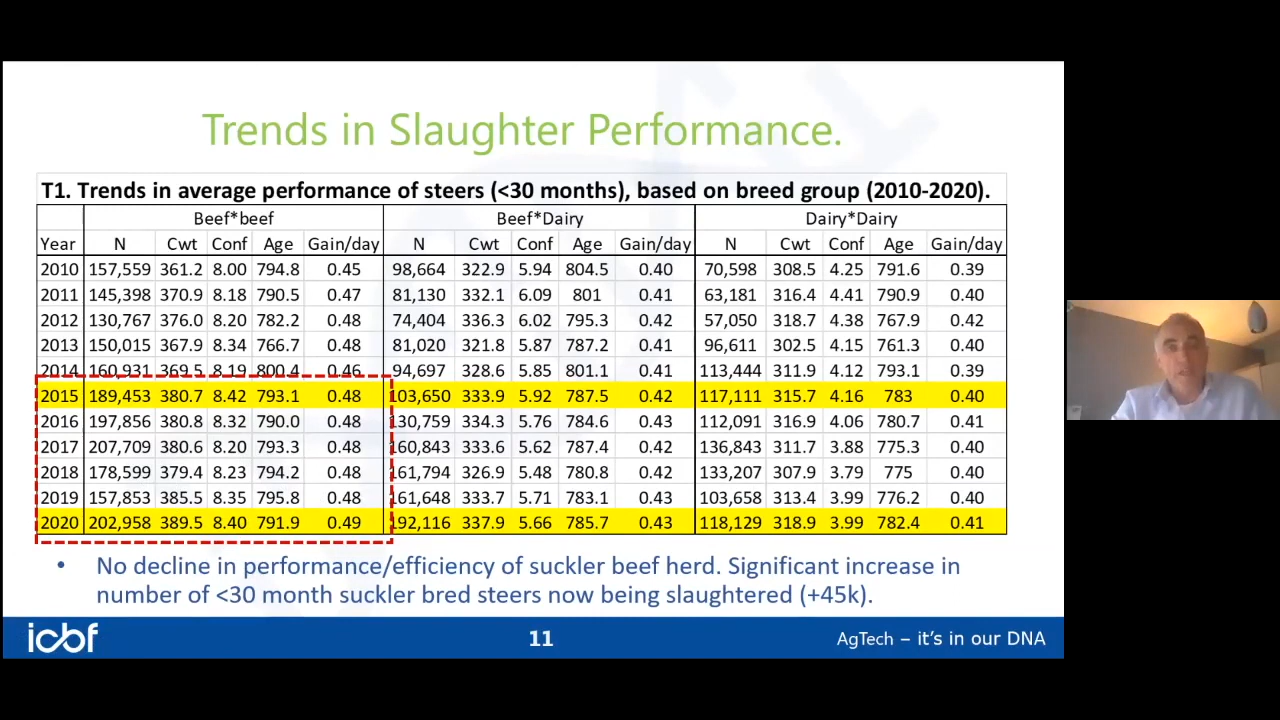 Trends in Slaughter Performance.
T1. Trends in average performance of steers (<30 months), based on breed group (2010-2020).
Beef*beef Beef*Dairy Dairy*Dairy
Year N Cwt Conf Age Gain/day N Cwt Conf Age Gain/day N Cwt Conf Age Gain/day
2010 157,559 361.2 8.00 794.8 0.45 98,664 322.9 5.94 804.5 0.40 70,598 308.5 4.25 791.6 0.39
2011 145,398 370.9 8.18 790.5 0.47 81,130 332.1 6.09 801 0.41 63,181 316.4 4.41 790.9 0.40
2012 130,767 376.0 8.20 782.2 0.48 74,404 336.3 6.02 795.3 0.42 57,050 318.7 4.38 767.9 0.42
2013 150,015 367.9 8.34 766.7 0.48 81,020 321.8 5.87 787.2 0.41 96,611 302.5 4.15 761.3 0.40
2014 160,931 369.5 8.19 800.4 0.46 94,697 328.6 5.85 801.1 0.41 113,444 311.9 4.12 793.1 0.39
2015 189,453 380.7 8.42 793.1 0.48 103,650 333.9 5.92 787.5 0.42 117,111 315.7 4.16 783 0.40
2016 197,856 380.8 8.32 790.0 0.48 130,759 334.3 5.76 784.6 0.43 112,091 316.9 4.06 780.7 0.41
2017 207,709 380.6 8.20 793.3 0.48 160,843 333.6 5.62 787.4 0.42 136,843 311.7 3.88 775.3 0.40
2018 178,599 379.4 8.23 794.2 0.48 161,794 326.9 5.48 780.8 0.42 133,207 307.9 3.79 775 0.40
2019 157,853 385.5 8.35 795.8 0.48 161,648 333.7 5.71 783.1 0.43 103,658 313.4 3.99 776.2 0.40
2020 202,958 389.5 8.40 791.9 0.49 192,116 337.9 5.66 785.7 0.43 118,129 318.9 3.99 782.4 0.41
• No decline in performance/efficiency of suckler beef herd. Significant increase in
number of <30 month suckler bred steers now being slaughtered (+45k).
icbf 11 AgTech – it's in our DNA